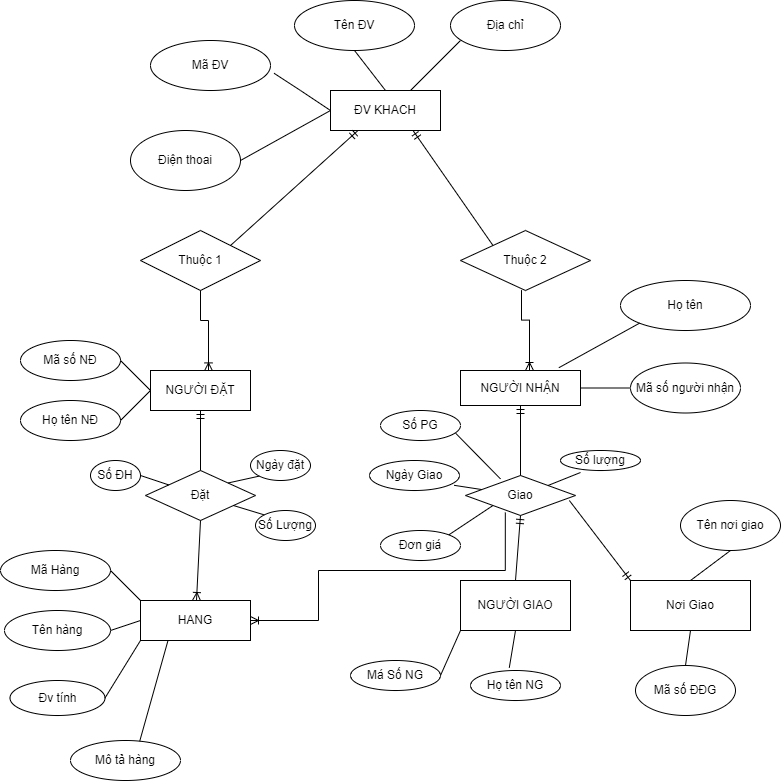 Tên ĐV
Địa chỉ
Mã ĐV
ĐV KHACH
Điện thoai
Thuộc 1
Thuộc 2
Họ tên
Mã số NĐ
NGƯỜI ĐẶT
NGƯỜI NHẬN
Mã số người nhận
Họ tên NĐ
Số PG
Số lượng
Ngày đặt
Số ĐH
Ngày Giao
Đặt
Giao
Số Lượng
Tên nơi giao
Đơn giá
Mã Hàng
NGƯỜI GIAO
Nơi Giao
HANG
Tên hàng
Má Số NG
Họ tên NG
Mã số ĐĐG
Đv tính
Mô tả hàng